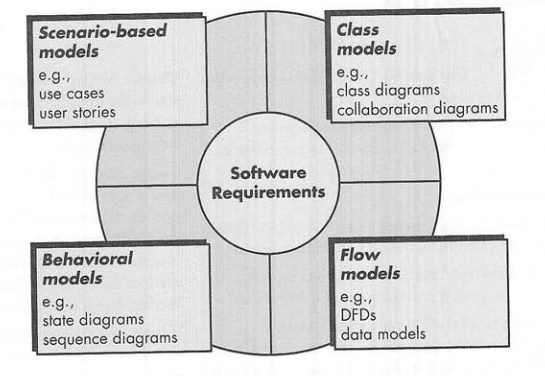 Scenario-based
models
e.g.,
use cases
user stories
Class
models
e.g.,
class diagrams
collaboration diagrams
Software
Requirements
Behavioral
models
e.g.,
state diagrams
sequence diagrams
Flow
models
e.g.,
DFDs
data models